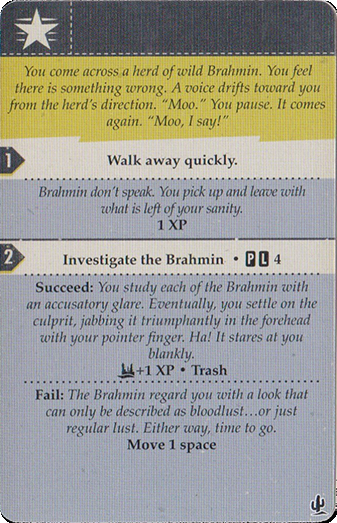 You come across a herd of wild Brahmin. You feel
there is something wrong. A voice drifts toward you
from the herd's direction. "Moo." You pause. It comes
again. "Moo, I say!"
1
Walk away quickly.
Brahmin don't speak. You pick up and leave with
what is left of your sanity.
1 XP
2
Investigate the Brahmin • P L 4
Succeed: You study each of the Brahmin with
an accusatory glare. Eventually, you settle on the
culprit, jabbing it triumphantly in the forehead
with your pointer finger. Ha! It stares at you
blankly.
+1 XP • Trash
Fail: The Brahmin regard you with a look that
can only be described as bloodlust…or just
regular lust. Either way, time to go.
Move 1 space